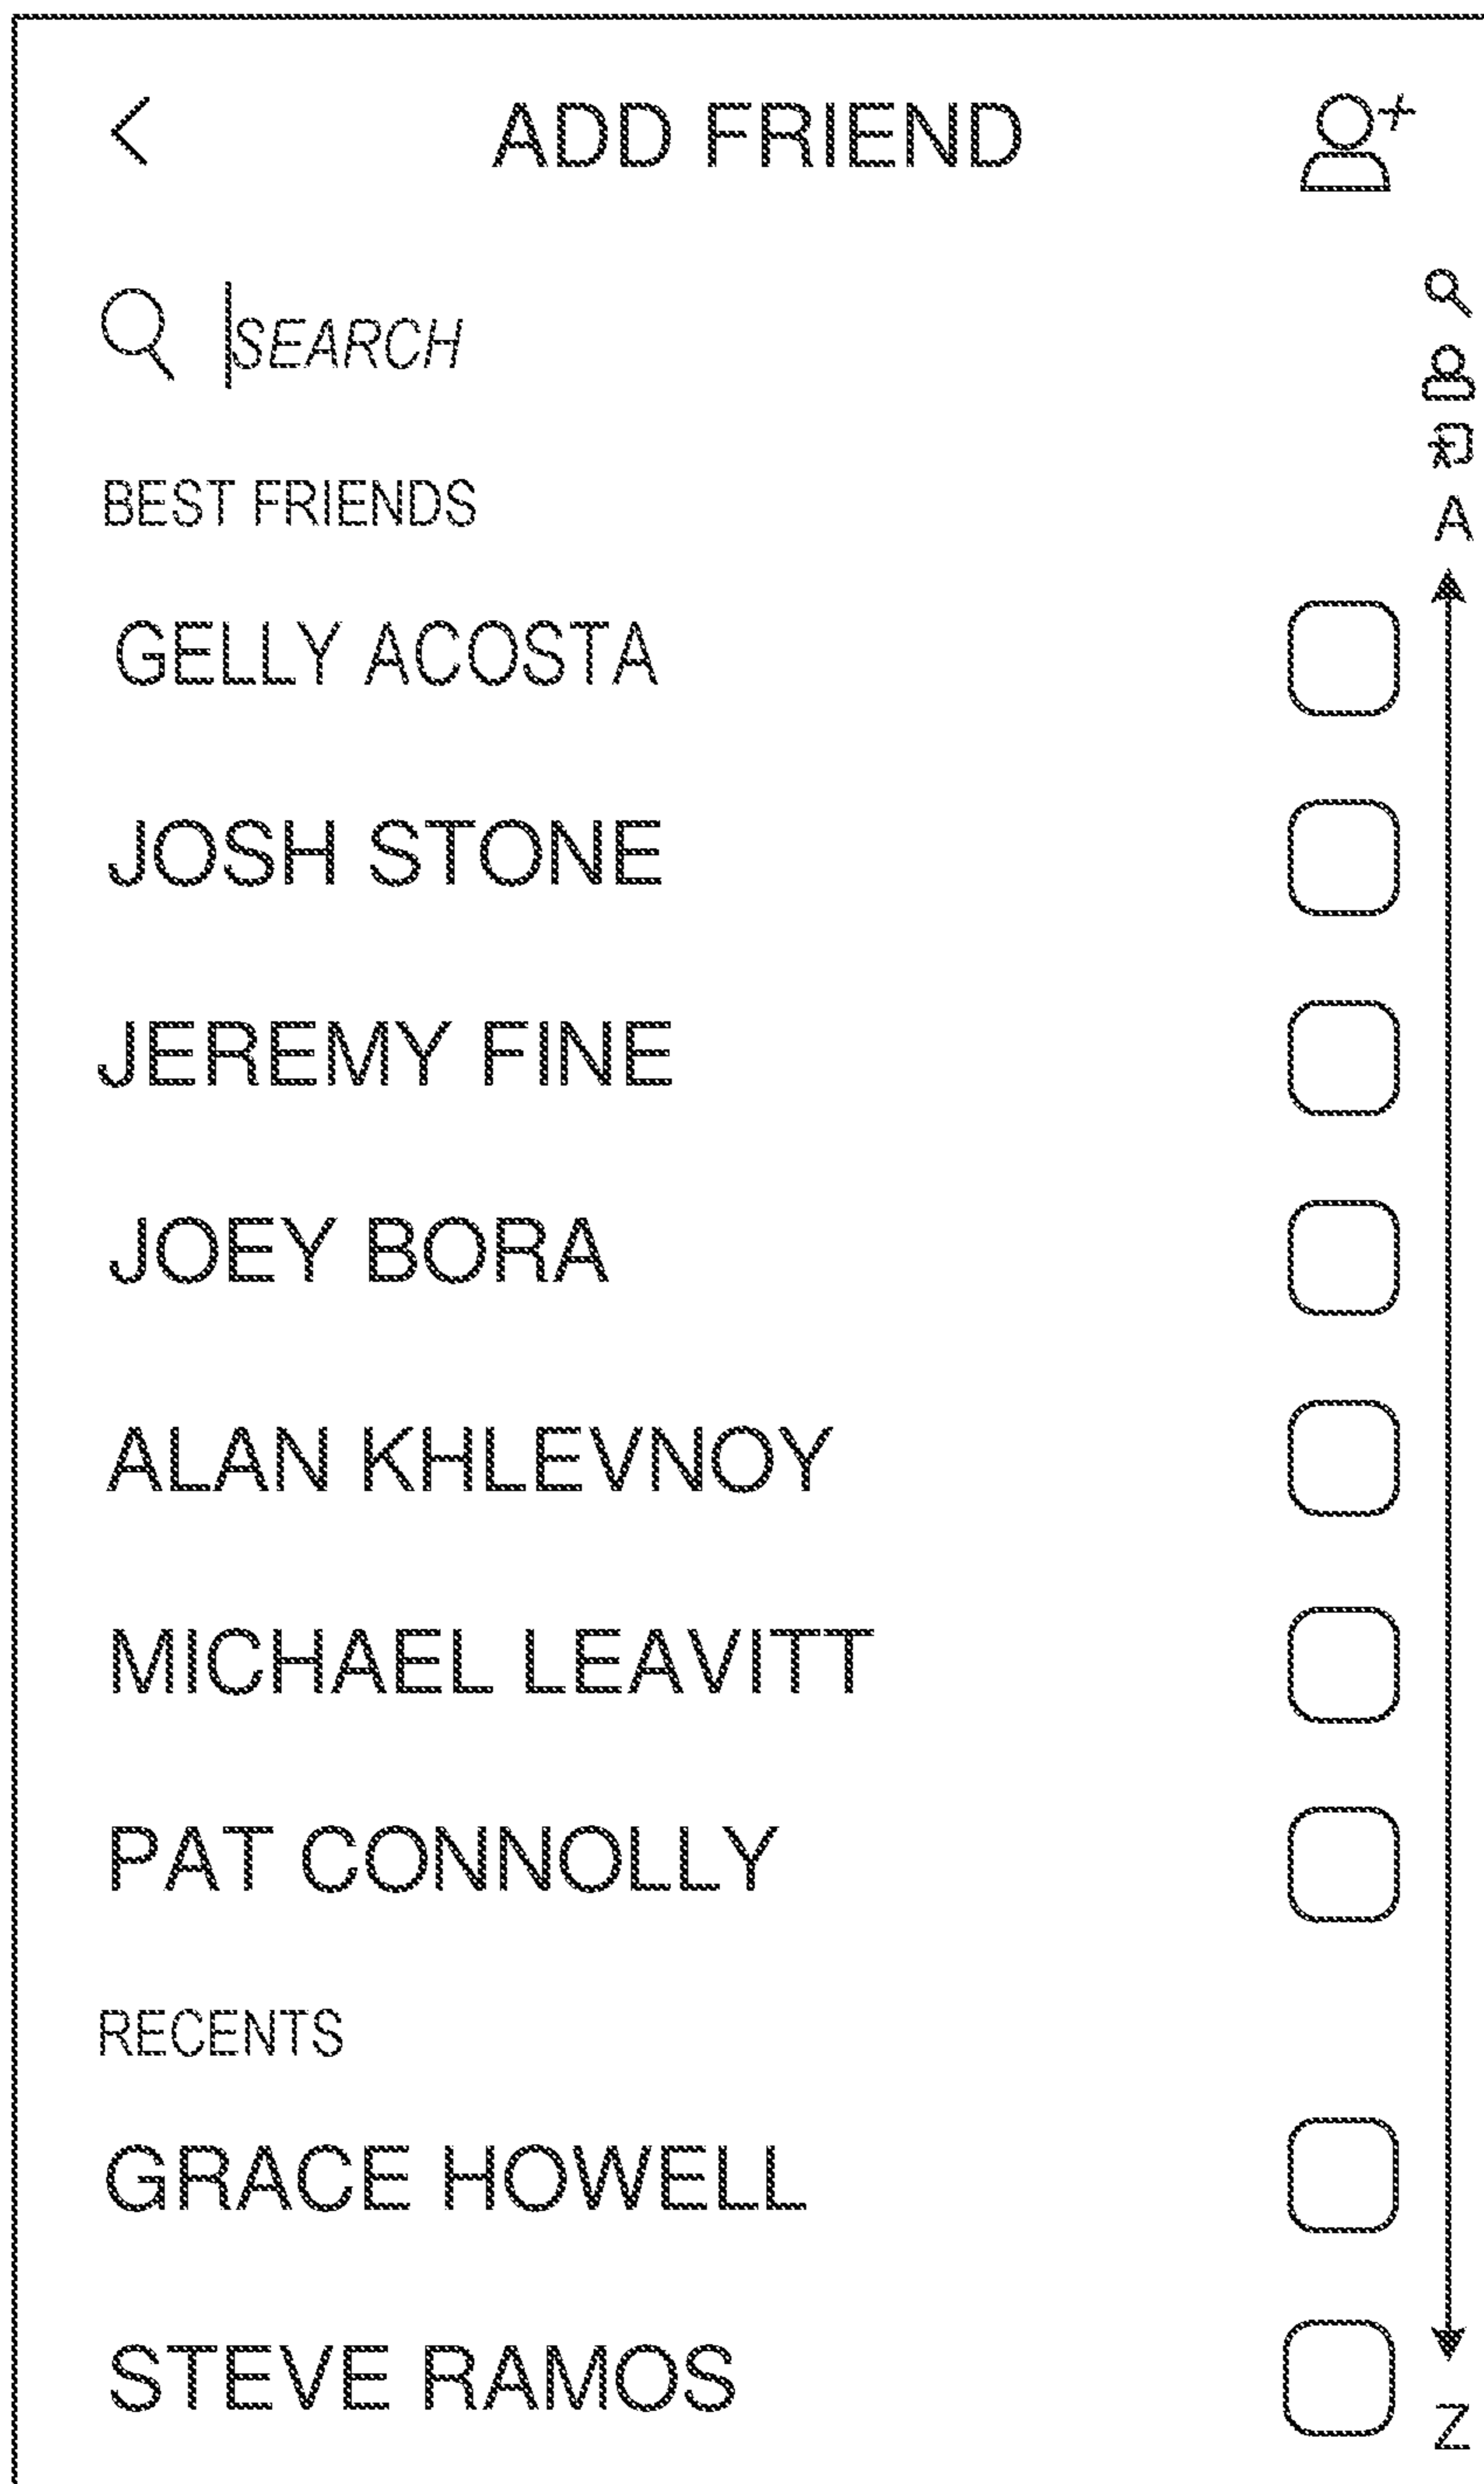 ADD FRIEND
SEARCH
BEST FRIENDS
A
GELLY ACOSTA
JOSH STONE
JEREMY FINE
JOEY BORA
ALAN KHLEVNOY
MICHAEL LEAVITT
PAT CONNOLLY
RECENTS
GRACE HOWELL
STEVE RAMOS
Z